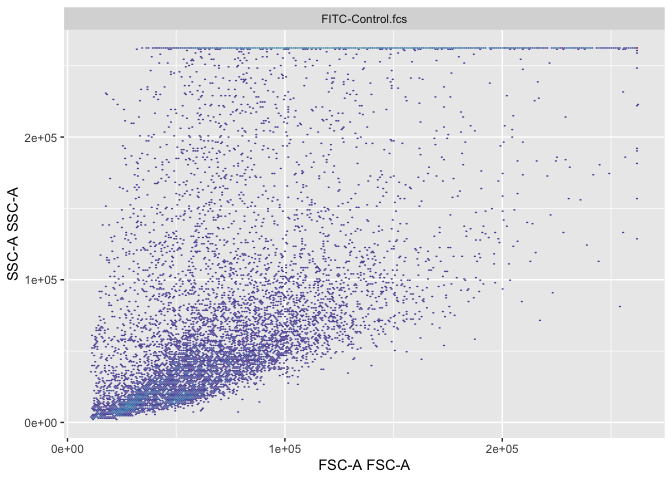 FITC-Control.fcs
SSC-A SSC-A
2e+05
1e+05
0e+00
0e+00 1e+05 2e+05
FSC-A FSC-A